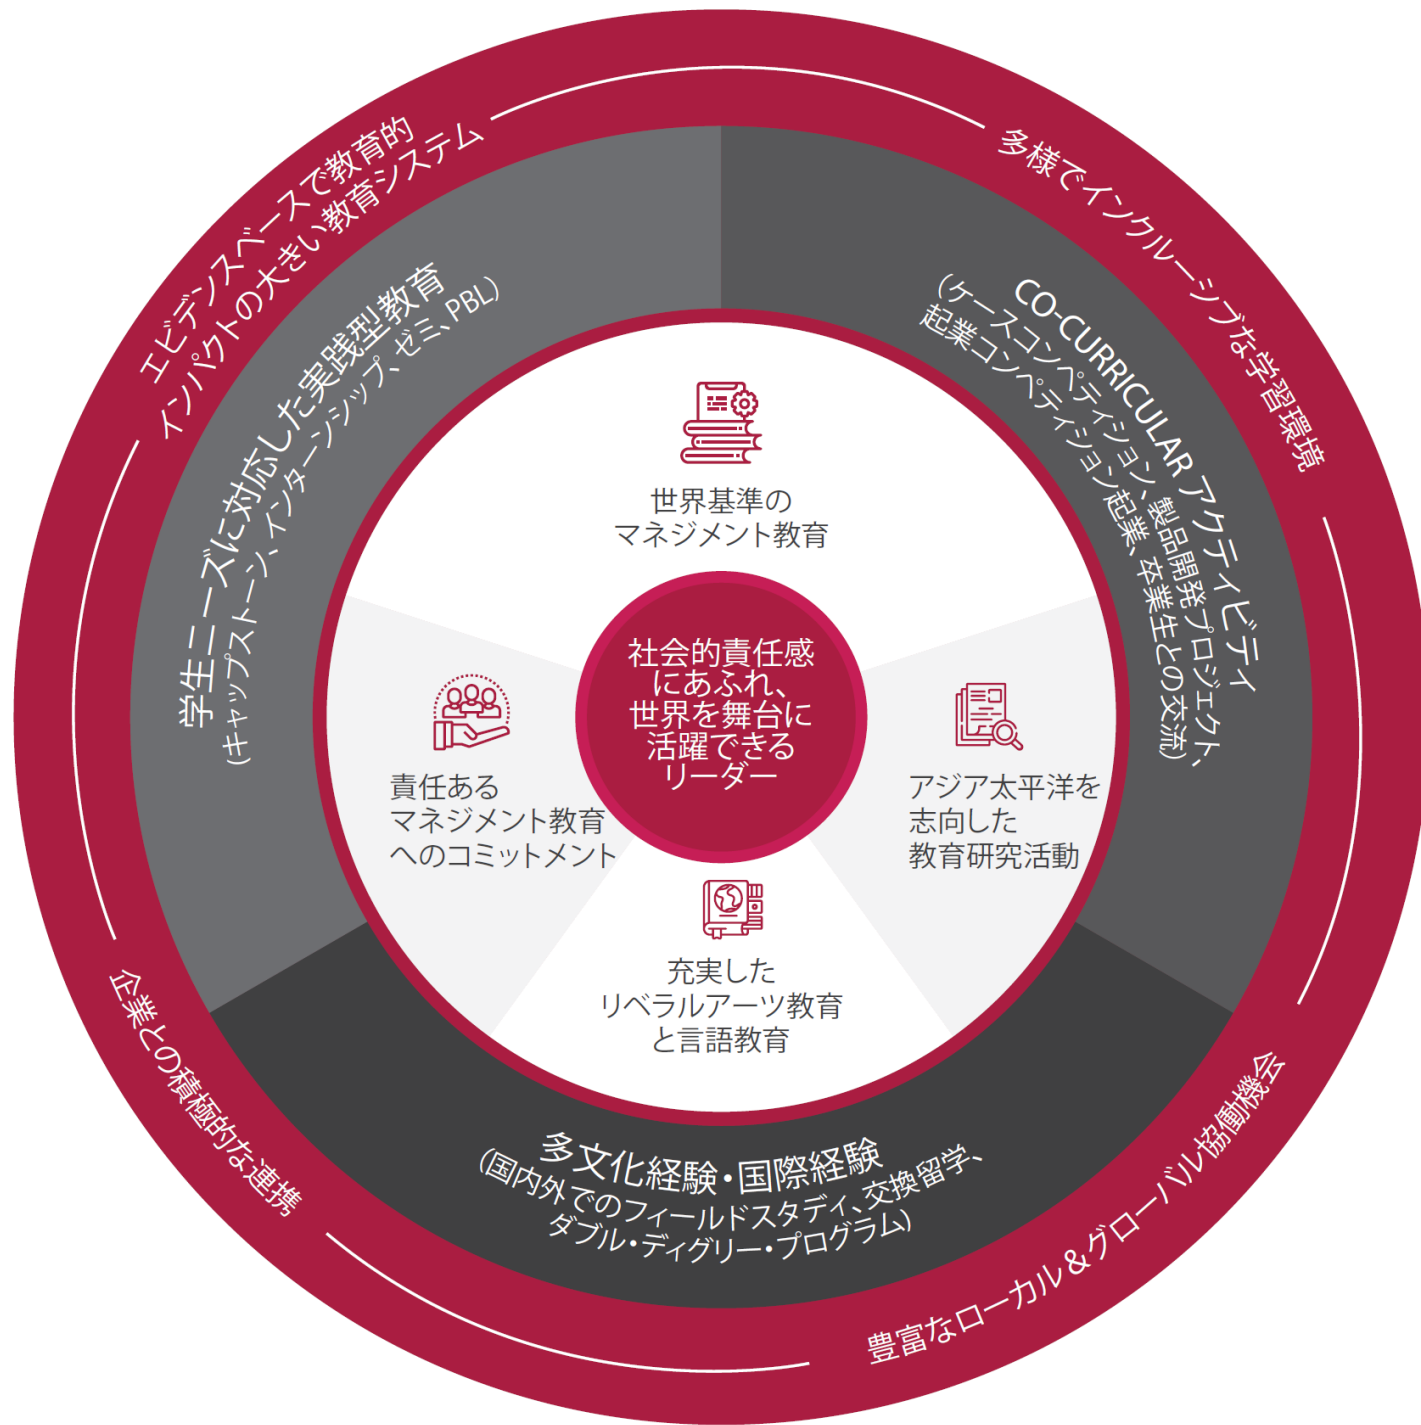 エビデンスベースで教育的
インパクトの大きい教育システム
多様でインクルーシブな学習環境
学生ニーズに対応した実践型教育
(キャップストーン、インターンシップ、ゼミ、PBL)
CO-CURRICULAR アクティビティ
(ケースコンペティション、製品開発プロジェクト、
起業コンペティション起業、卒業生との交流)
世界基準の
マネジメント教育
社会的責任感
にあふれ、
世界を舞台に
活躍できる
リーダー
責任ある
マネジメント教育
へのコミットメント
アジア太平洋を
志向した
教育研究活動
充実した
リベラルアーツ教育
と言語教育
多文化経験・国際経験
(国内外でのフィールドスタディ、交換留学、
ダブル・ディグリー・プログラム)
企業との積極的な連携
豊富なローカル＆グローバル協働機会